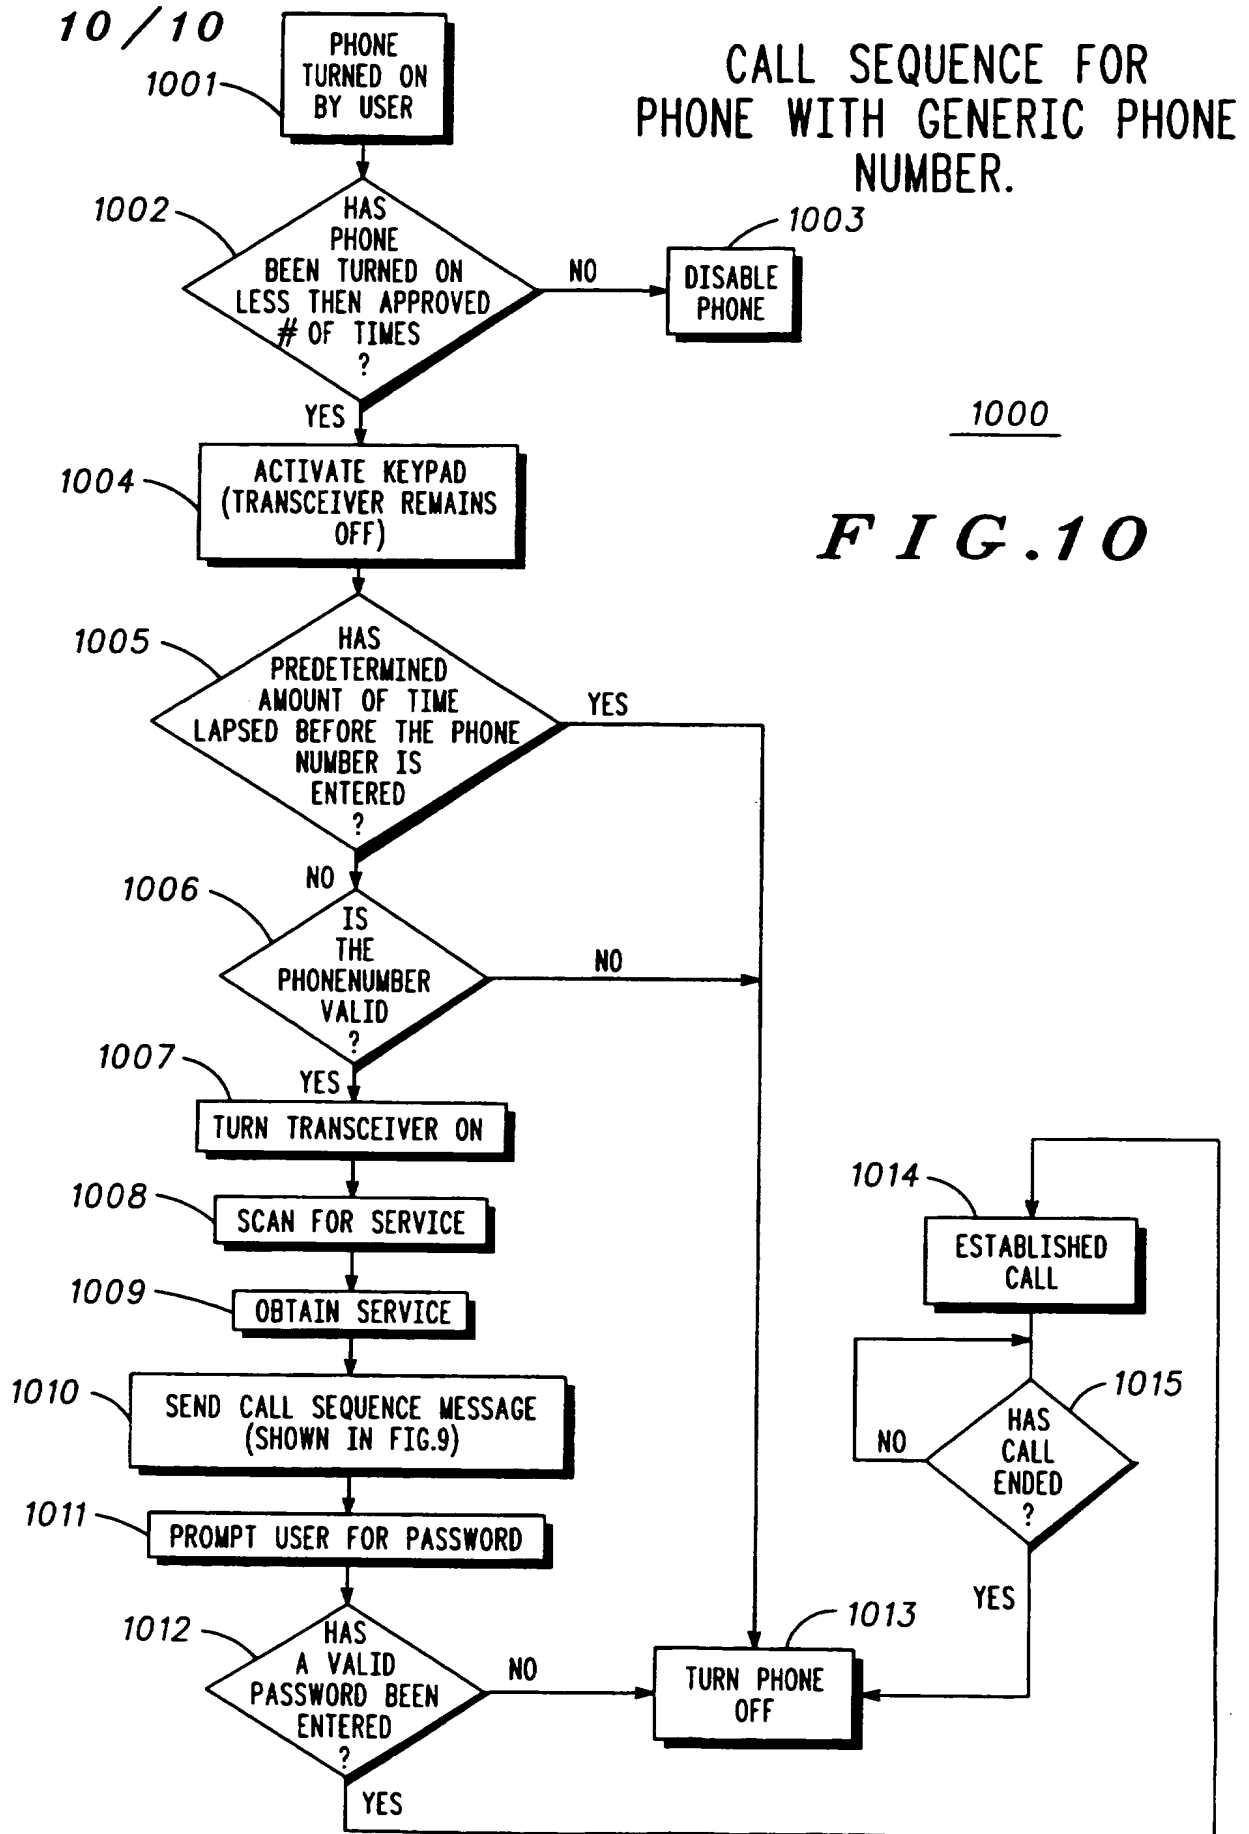 10/10
CALL SEQUENCE FOR
PHONE WITH GENERIC PHONE
NUMBER.
PHONE
TURNED ON
BY USER
1001
1002
HAS
PHONE
BEEN TURNED ON
LESS THEN APPROVED
# OF TIMES
?
NO
1003
DISABLE
PHONE
YES
1000
FIG.10
1004
ACTIVATE KEYPAD
(TRANSCEIVER REMAINS
OFF)
1005
HAS
PREDETERMINED
AMOUNT OF TIME
LAPSED BEFORE THE PHONE
NUMBER IS
ENTERED
?
YES
NO
1006
IS
THE
PHONENUMBER
VALID
?
NO
YES
1007
TURN TRANSCEIVER ON
1008
SCAN FOR SERVICE
1009
OBTAIN SERVICE
1010
SEND CALL SEQUENCE MESSAGE
(SHOWN IN FIG.9)
1011
PROMPT USER FOR PASSWORD
1012
HAS
A VALID
PASSWORD BEEN
ENTERED
?
NO
YES
1013
TURN PHONE
OFF
1014
ESTABLISHED
CALL
1015
HAS
CALL
ENDED
?
NO
YES